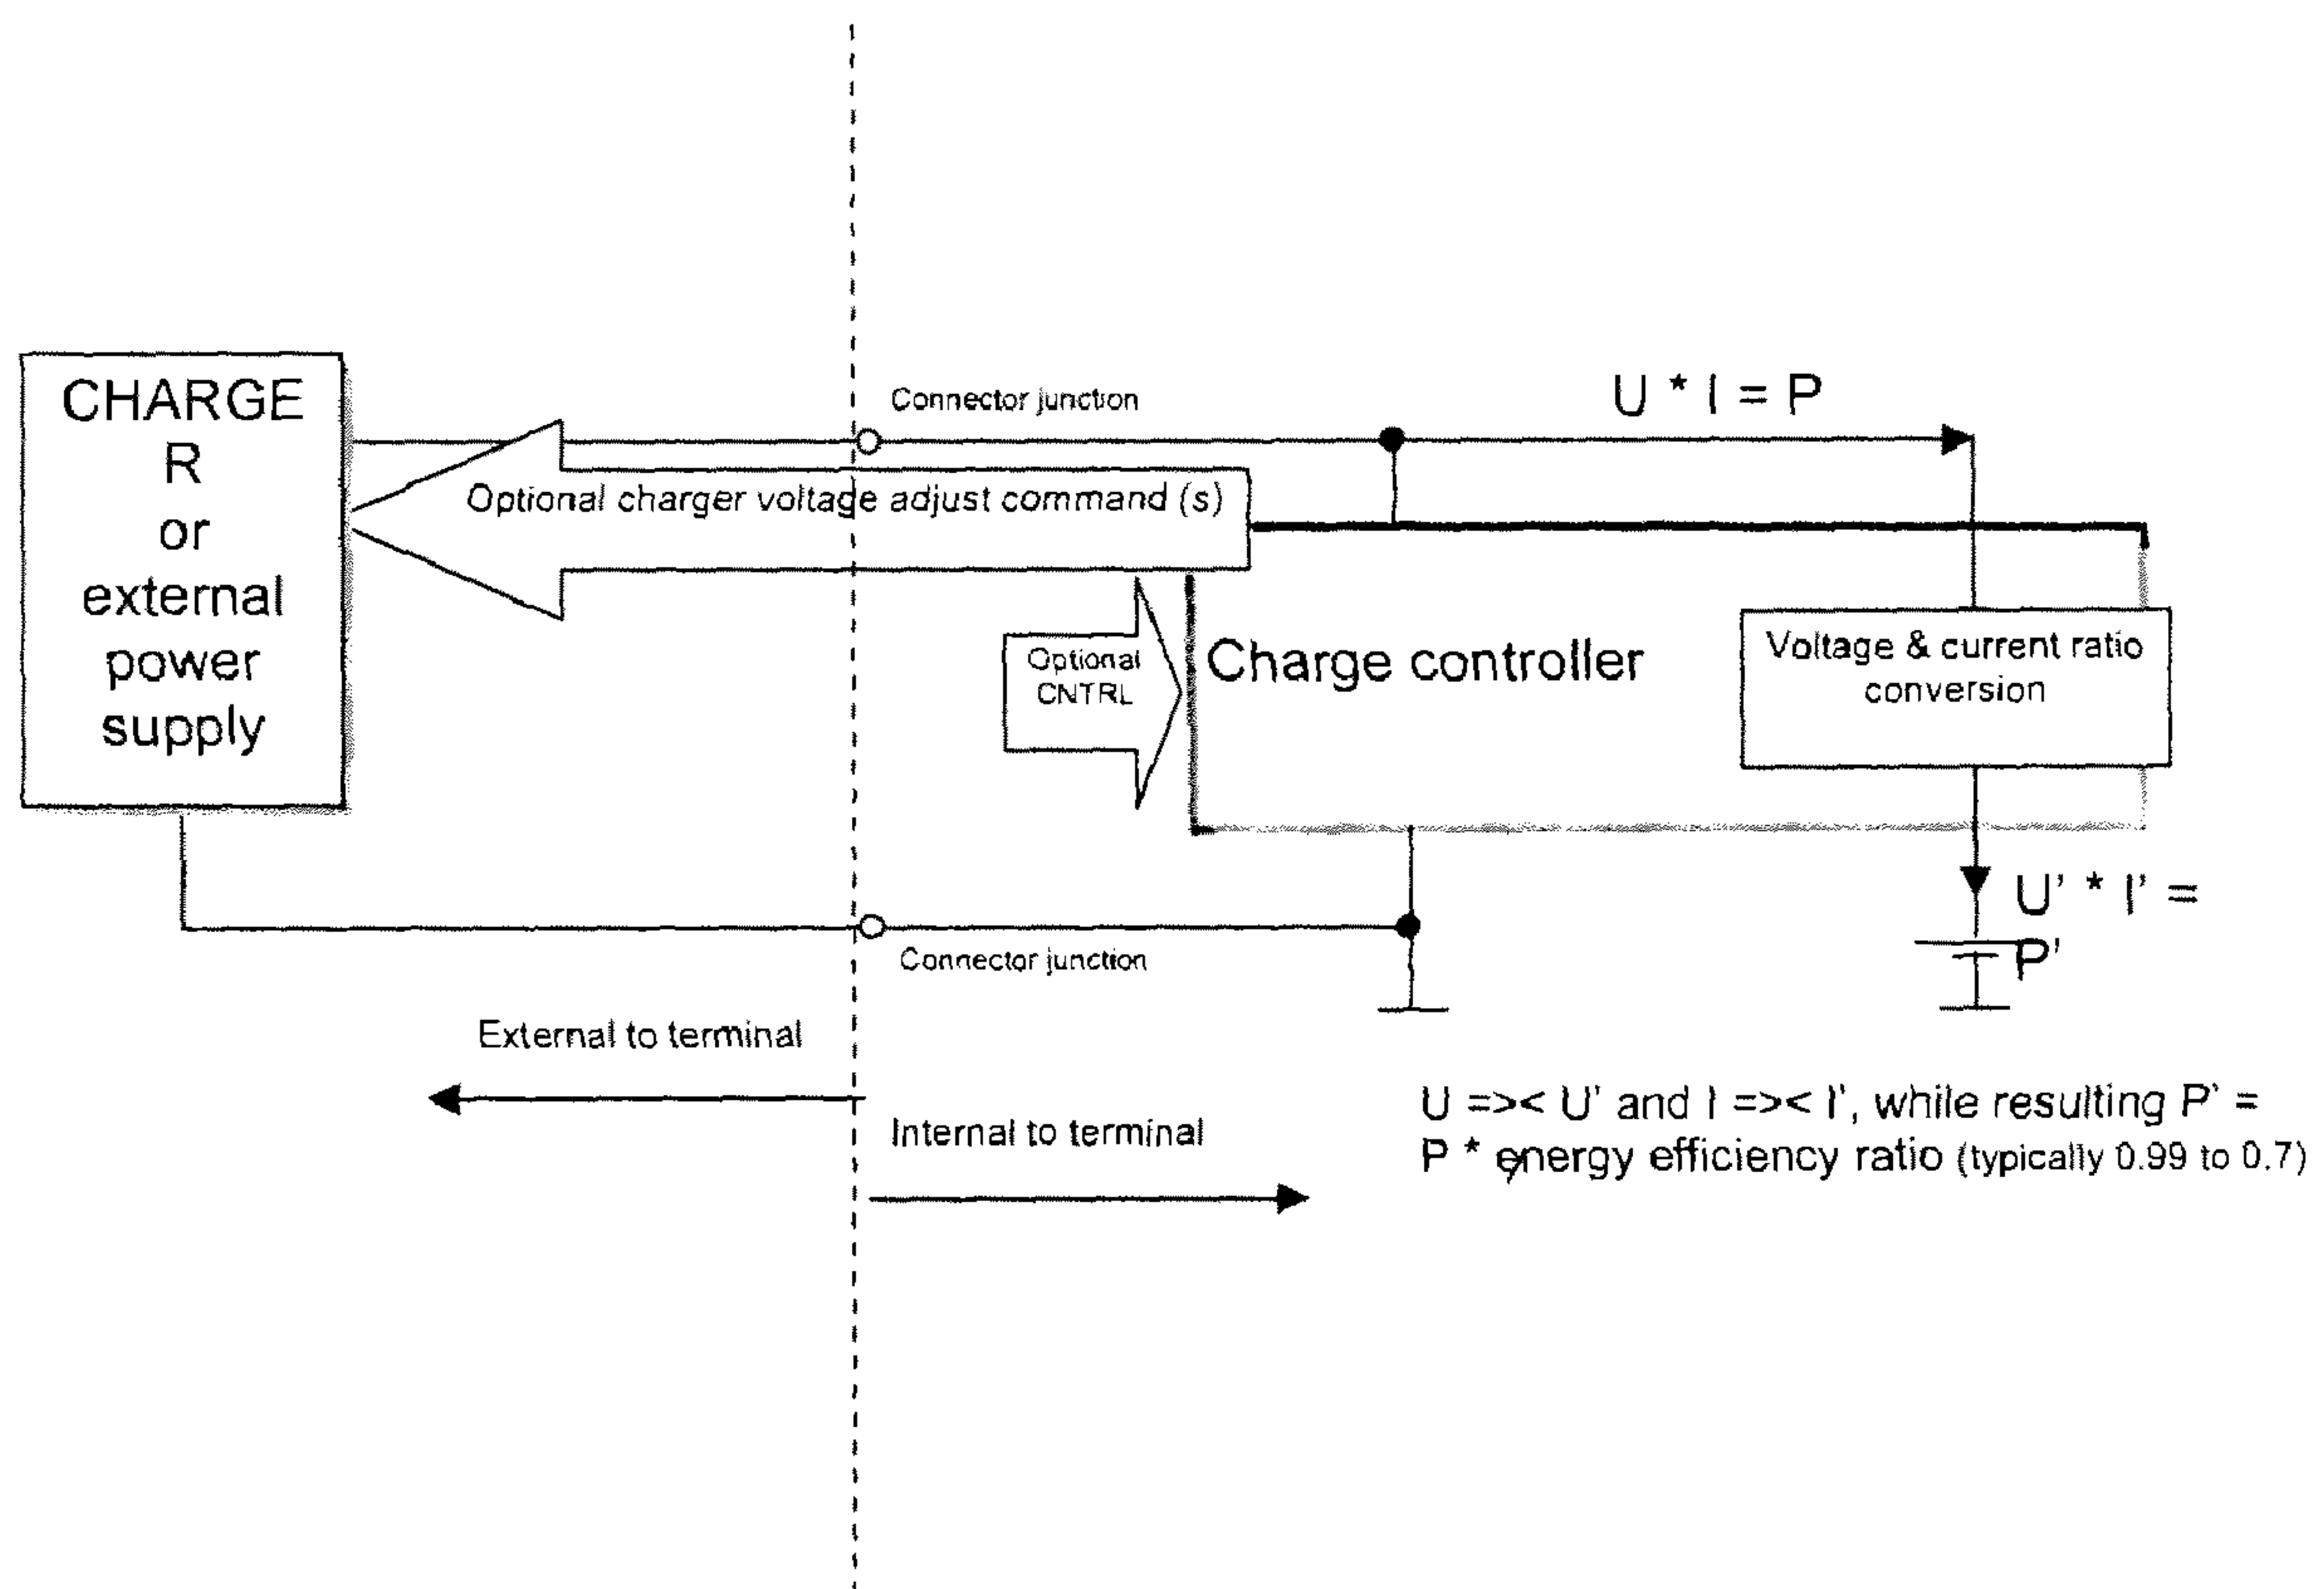 CHARGE
R
or
external
power
supply
Connector junction
U * I = P
Optional charger voltage adjust command (s)
Optional
CNTRL
Charge controller
Voltage & current ratio
conversion
U' * I' =
P'
Connector junction
External to terminal
Internal to terminal
U =>< U' and I =>< I', while resulting P' =
P * energy efficiency ratio (typically 0.99 to 0.7)